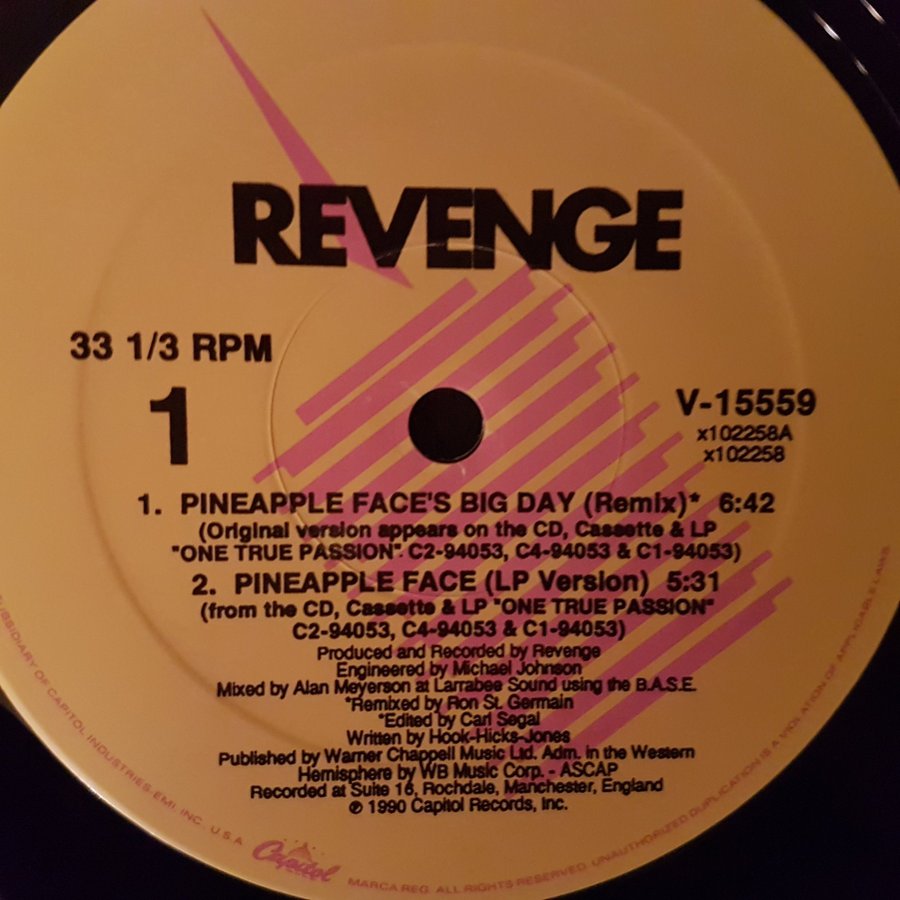 REVENGE
33 1/3 RPM
1
V-15559
x102258A
x102258
1. PINEAPPLE FACE'S BIG DAY (Remix)* 6:42
(Original version appears on the CD, Cassette & LP
"ONE TRUE PASSION". C2-94053, C4-94053 & C1-94053)
2. PINEAPPLE FACE (LP Version) 5:31
(from the CD, Cassette & LP "ONE TRUE PASSION"
C2-94053, C4-94053 & C1-94053)
Produced and Recorded by Revenge
Engineered by Michael Johnson
Mixed by Alan Meyerson at Larrabee Sound using the B.A.S.E.
*Remixed by Ron St. Germain
*Edited by Carl Segal
Written by Hook-Hicks-Jones
Published by Warner Chappell Music Ltd. Adm. in the Western
Hemisphere by WB Music Corp. - ASCAP
Recorded at Suite 16, Rochdale, Manchester, England
℗ 1990 Capitol Records, Inc.
SUBSIDIARY OF CAPITOL INDUSTRIES-EMI, INC., U.S.A.
Capitol
MARCA REG. ALL RIGHTS RESERVED. UNAUTHORIZED DUPLICATION IS A VIOLATION OF APPLICABLE LAWS